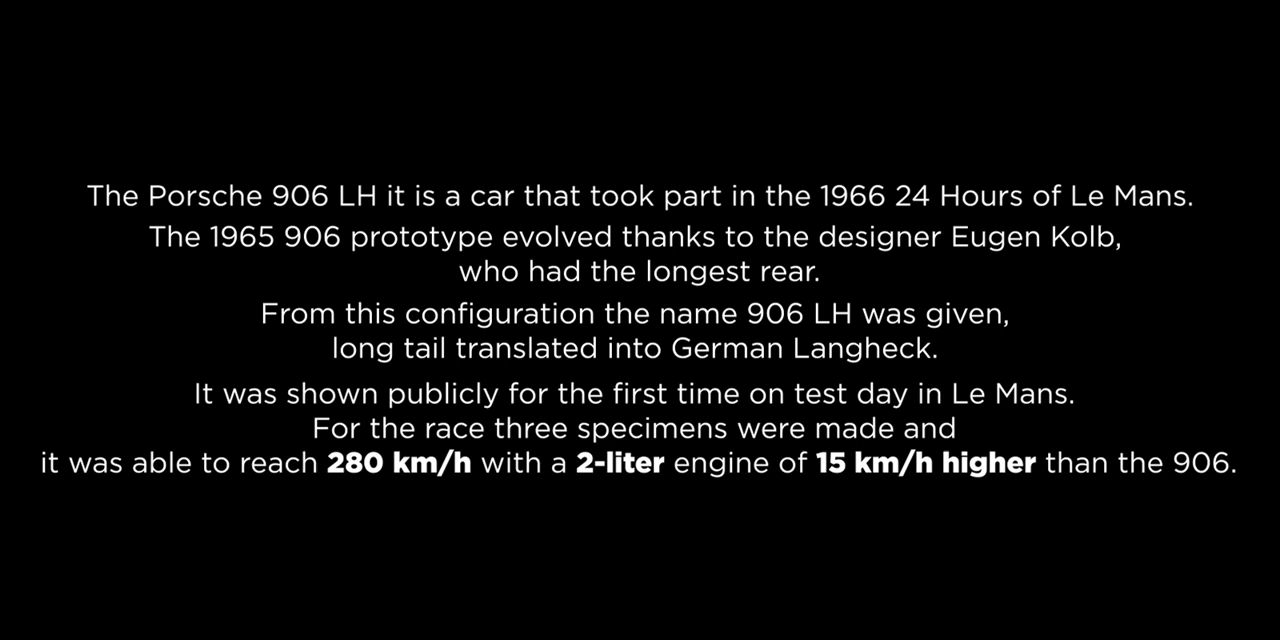 The Porsche 906 LH it is a car that took part in the 1966 24 Hours of Le Mans.
The 1965 906 prototype evolved thanks to the designer Eugen Kolb,
who had the longest rear.
From this configuration the name 906 LH was given,
long tail translated into German Langheck.
It was shown publicly for the first time on test day in Le Mans.
For the race three specimens were made and
it was able to reach 280 km/h with a 2-liter engine of 15 km/h higher than the 906.